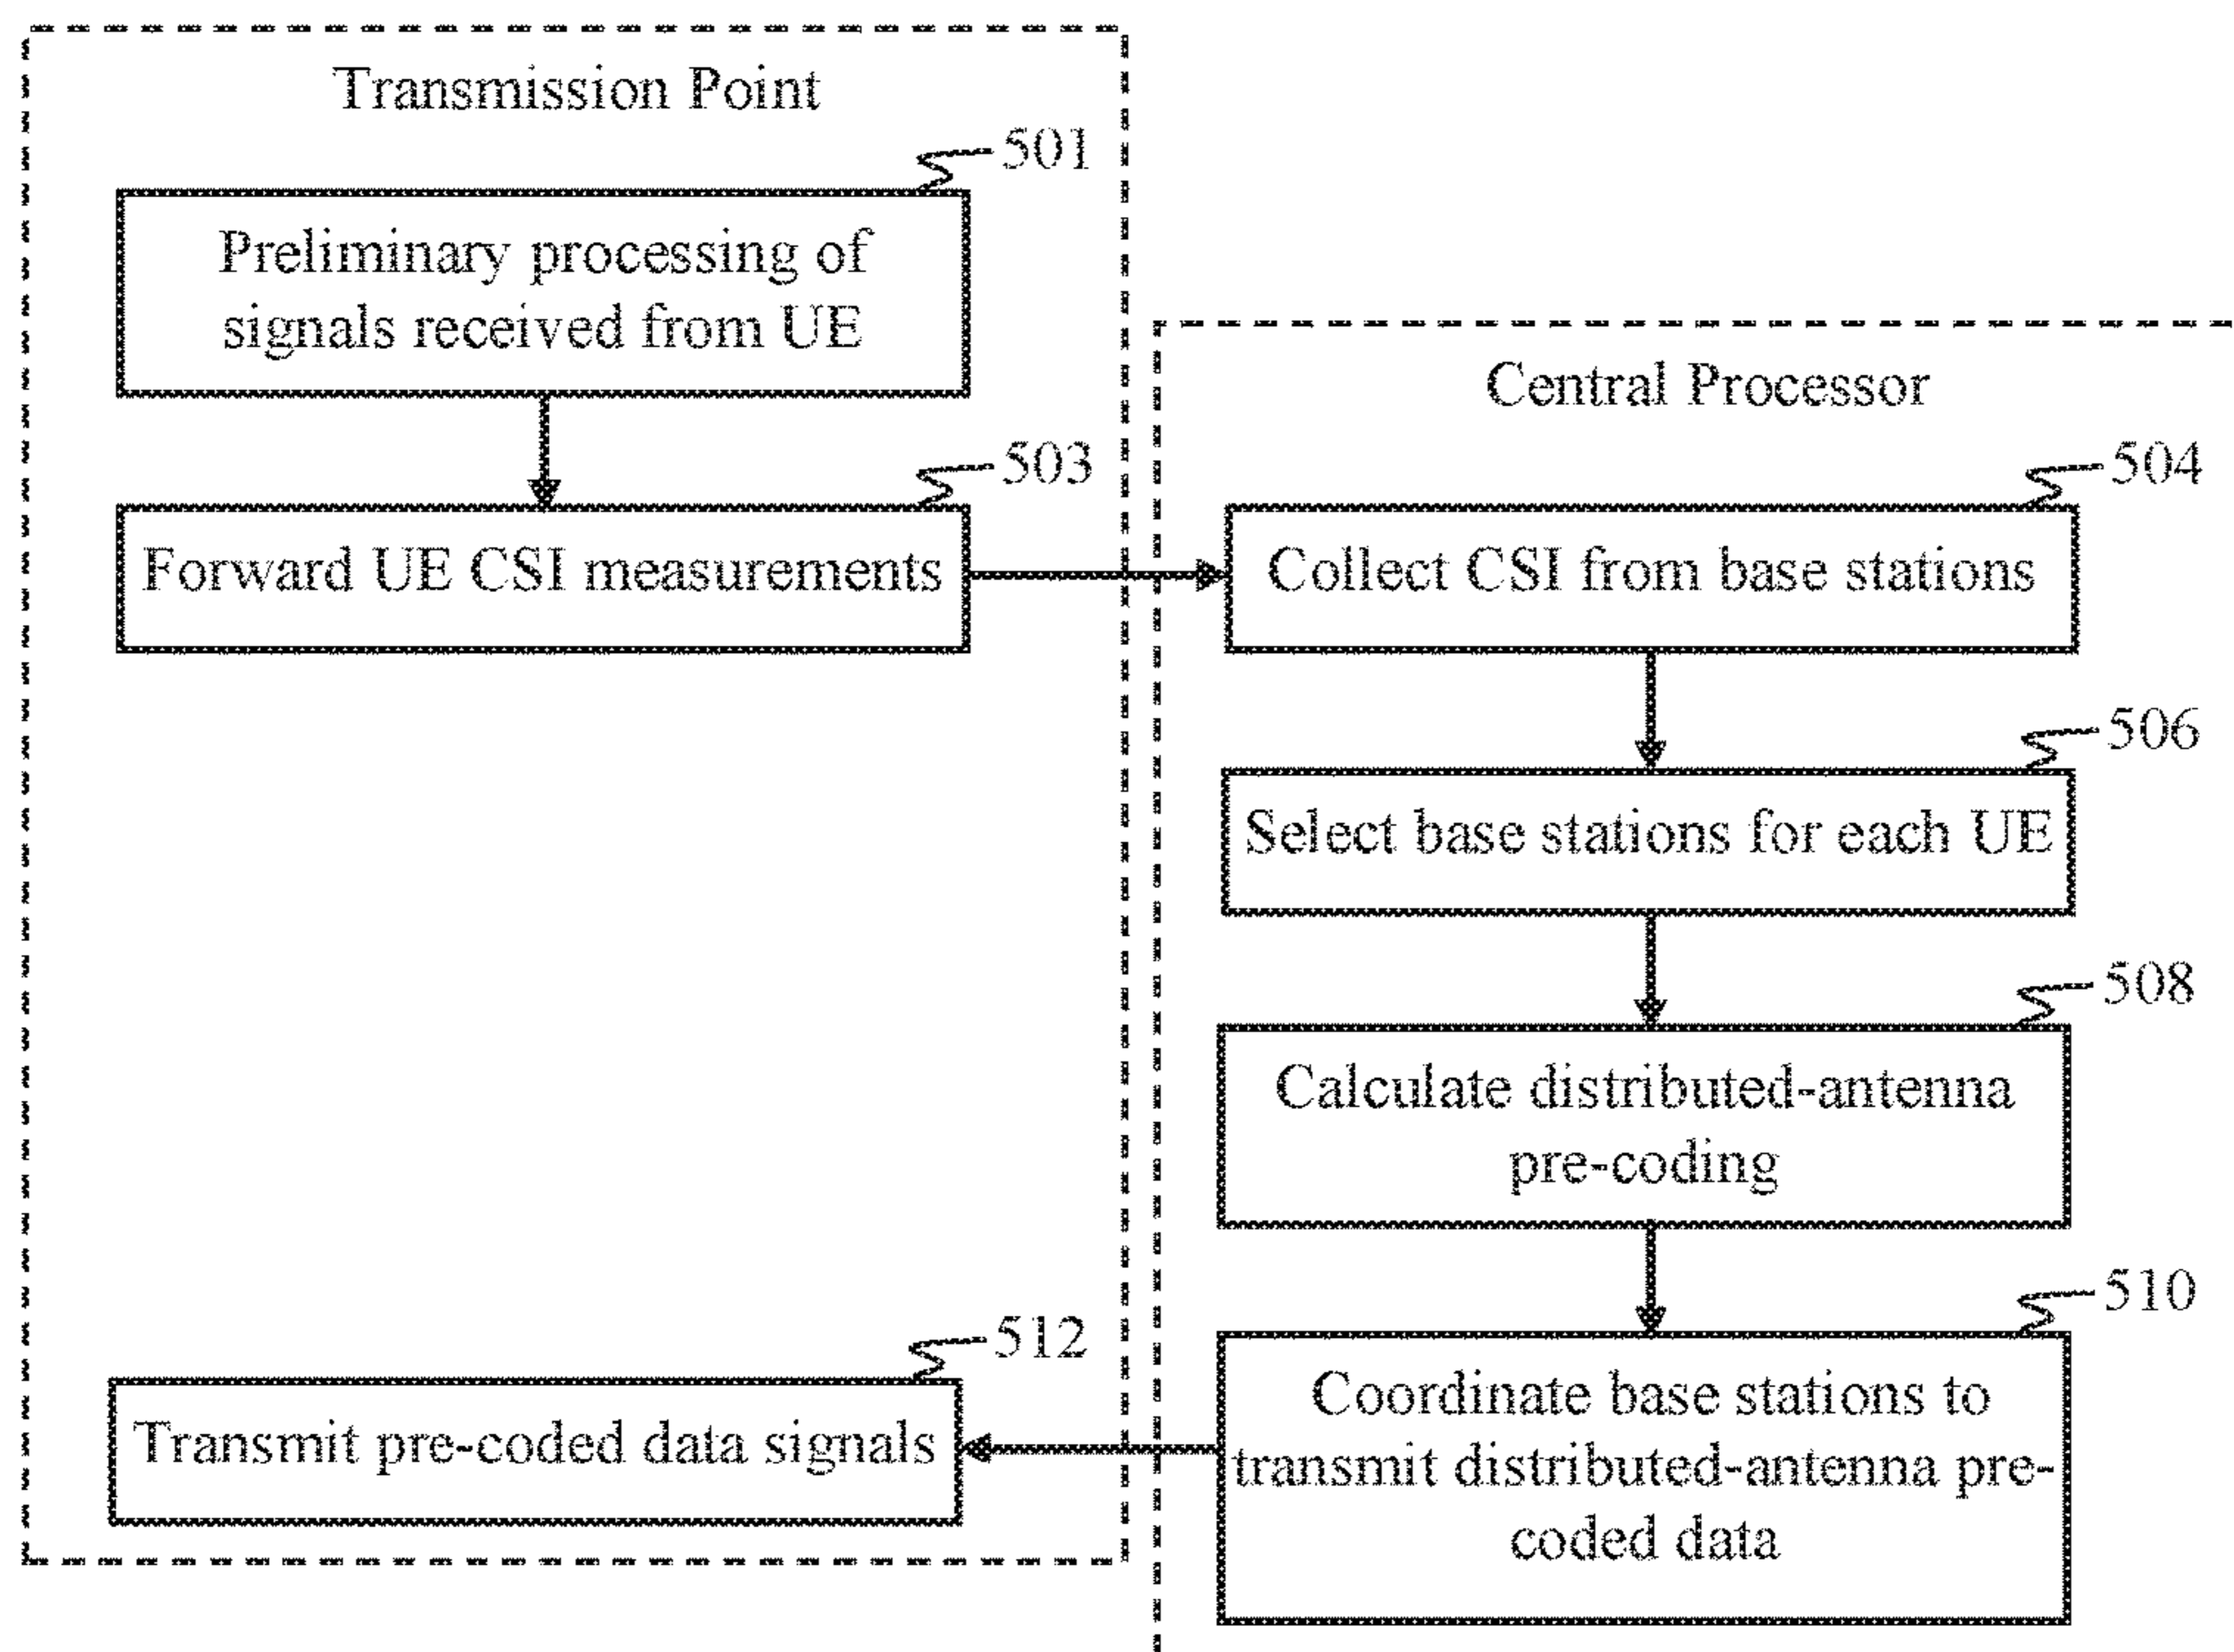 Transmission Point
501
Preliminary processing of
signals received from UE
503
Forward UE CSI measurements
Central Processor
504
Collect CSI from base stations
506
Select base stations for each UE
508
Calculate distributed-antenna
pre-coding
510
Coordinate base stations to
transmit distributed-antenna pre-
coded data
512
Transmit pre-coded data signals